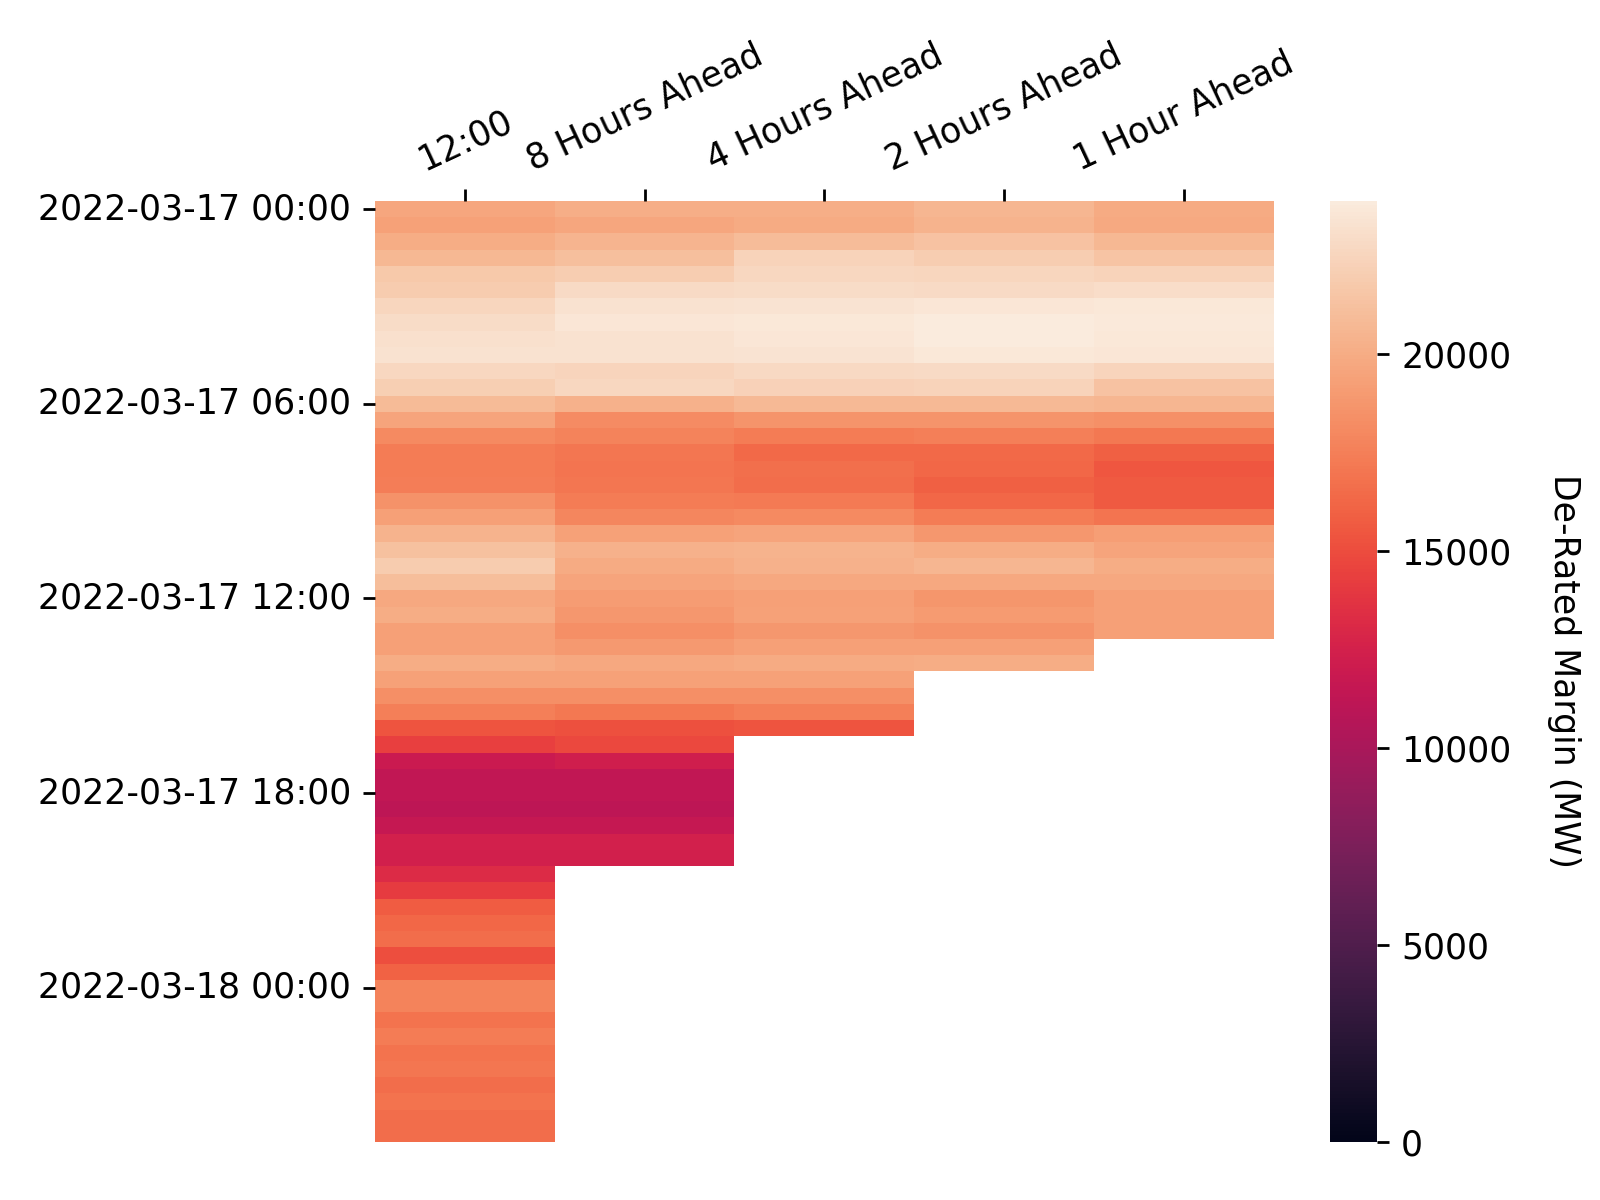 12:00
8 Hours Ahead
4 Hours Ahead
2 Hours Ahead
1 Hour Ahead
2022-03-17 00:00
2022-03-17 06:00
2022-03-17 12:00
2022-03-17 18:00
2022-03-18 00:00
20000
15000
10000
5000
0
De-Rated Margin (MW)